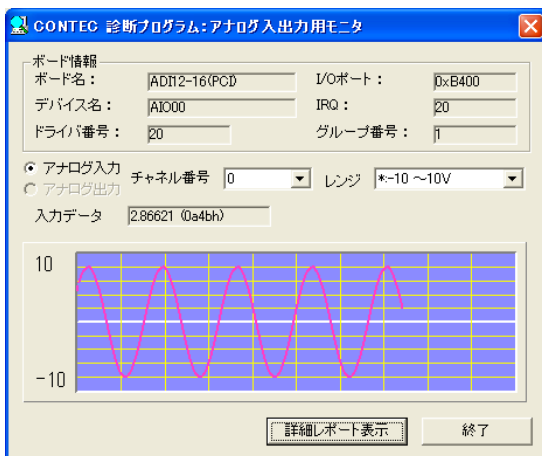 CONTEC 診断プログラム:アナログ入出力用モニタ
ボード情報
ボード名: ADI12-16(PCI) I/Oポート: 0xB400
デバイス名: AIO00 IRQ: 20
ドライバ番号: 20 グループ番号: 1
アナログ入力
アナログ出力
チャネル番号 0 レンジ *:-10 ~10V
入力データ 2.86621 (0a4bh)
10
-10
詳細レポート表示 終了